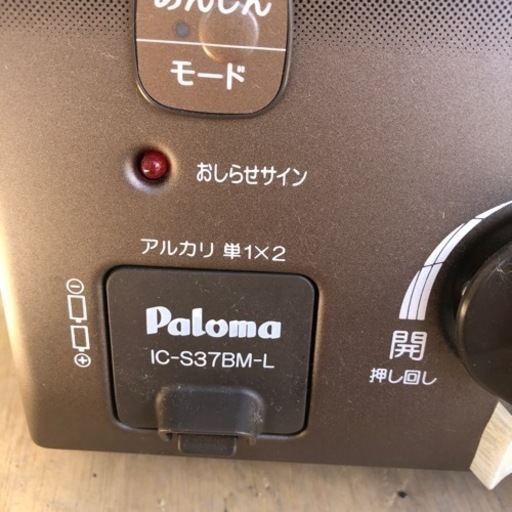 あんしん
モード
おしらせサイン
アルカリ 単1×2
⊖
⊕
Paloma
IC-S37BM-L
開
押し回し